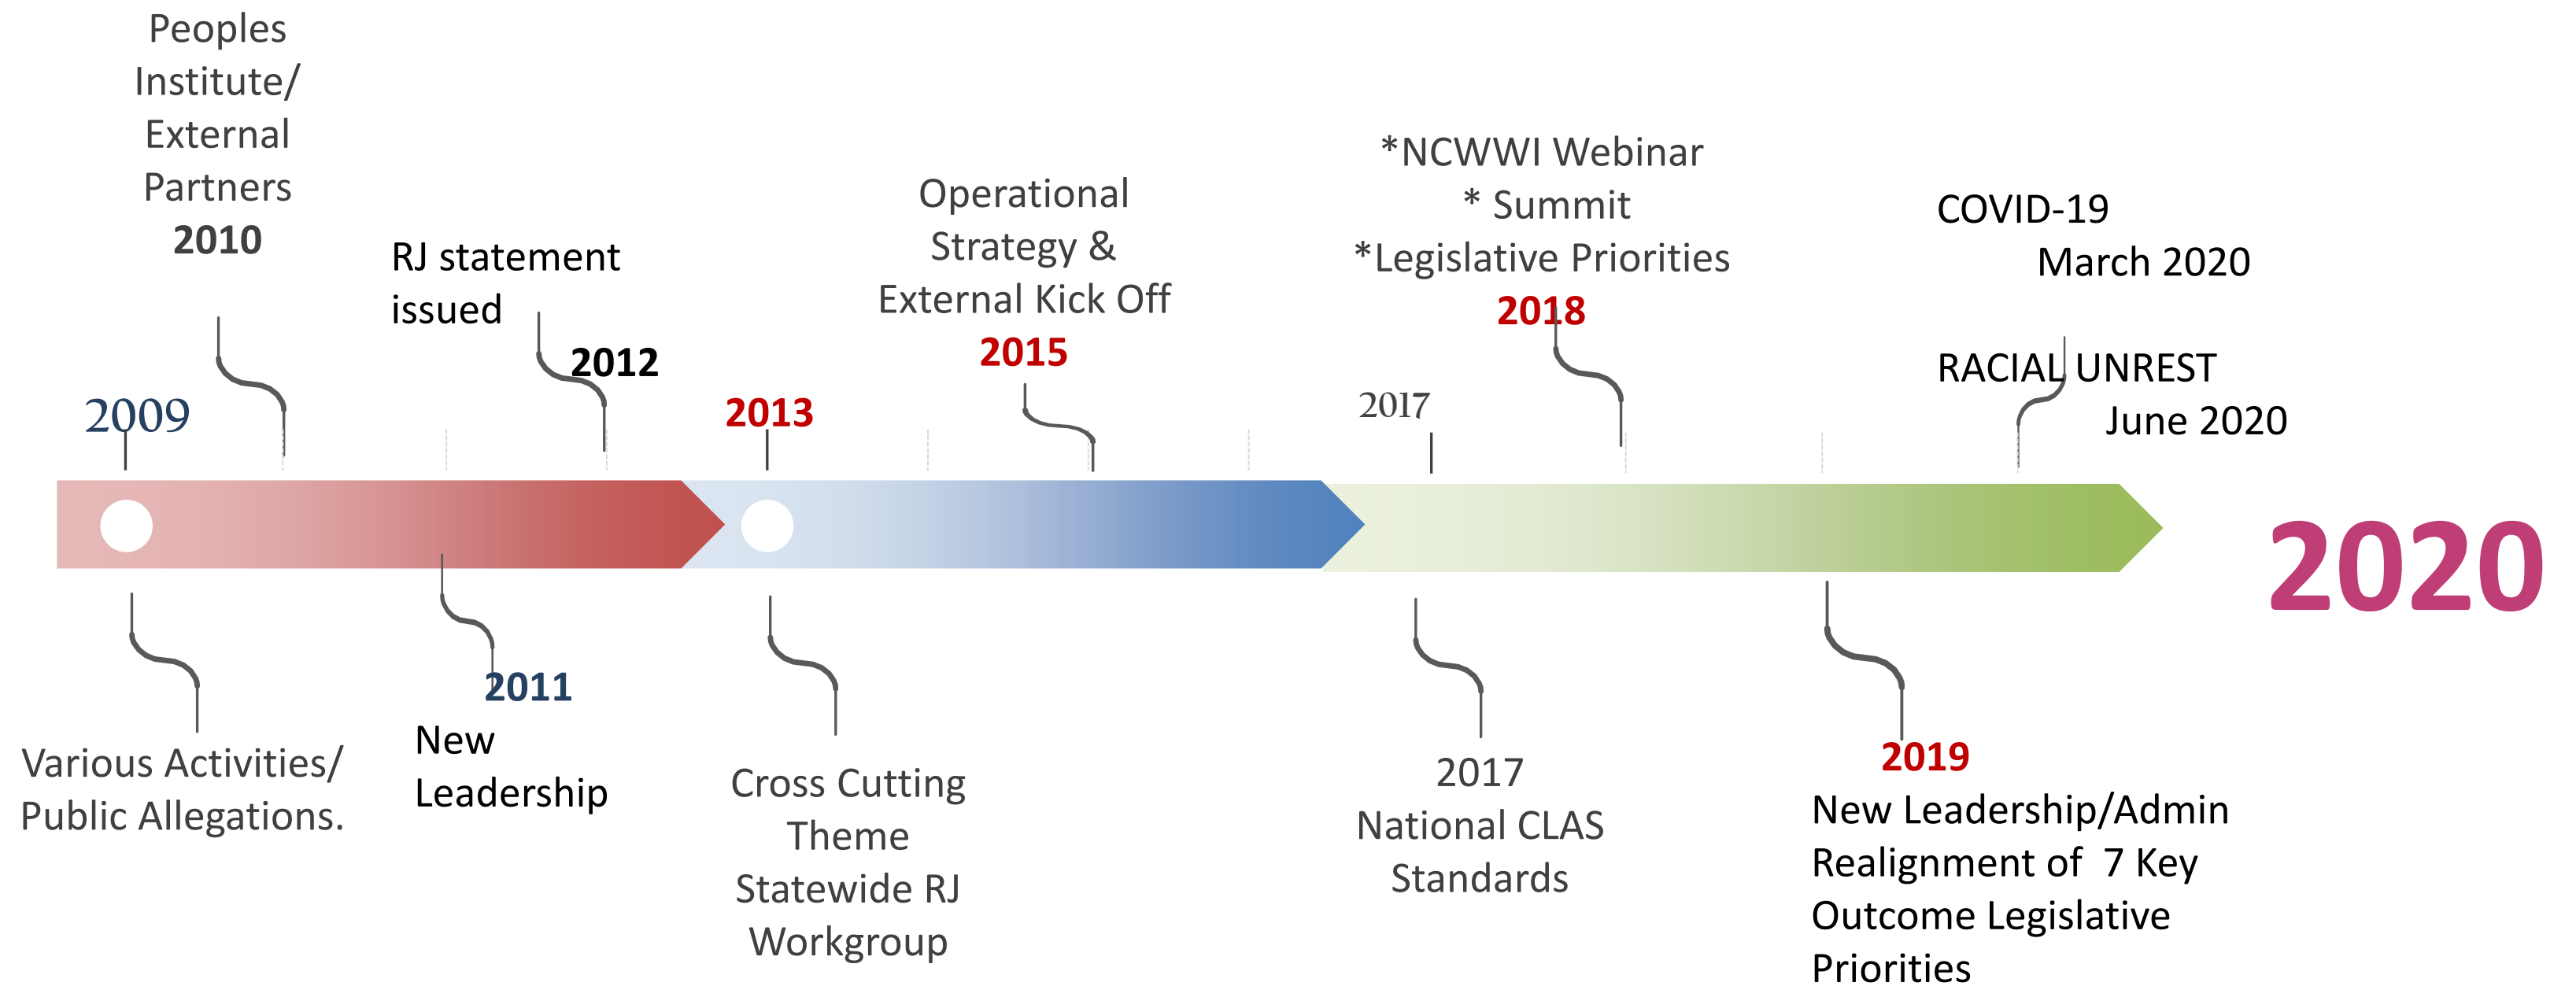 Peoples
Institute/
External
Partners
2010
RJ statement
issued
2012
Operational
Strategy &
External Kick Off
2015
*NCWWI Webinar
* Summit
*Legislative Priorities
2018
COVID-19
March 2020
RACIAL UNREST
June 2020
2009
2013
2017
2020
Various Activities/
Public Allegations.
2011
New
Leadership
Cross Cutting
Theme
Statewide RJ
Workgroup
2017
National CLAS
Standards
2019
New Leadership/Admin
Realignment of 7 Key
Outcome Legislative
Priorities